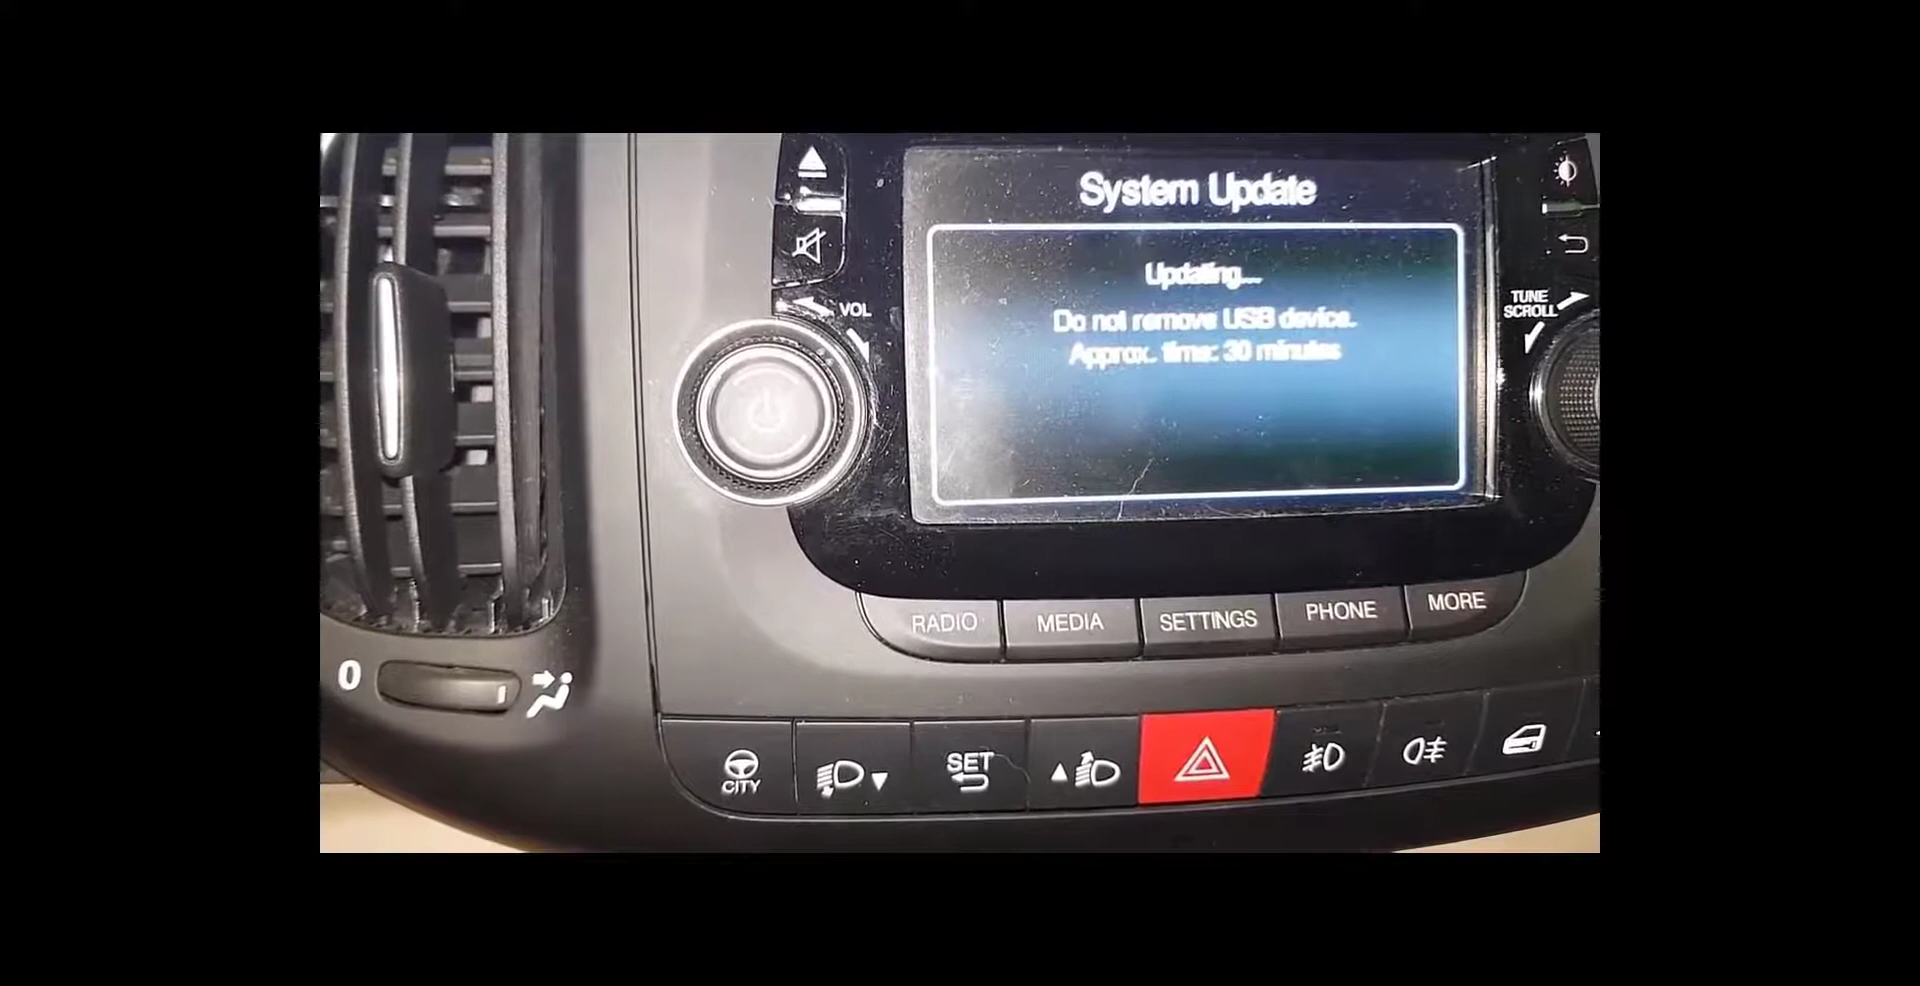 System Update
Updating...
Do not remove USB device.
Approx. time: 30 minutes
VOL
TUNE
SCROLL
RADIO
MEDIA
SETTINGS
PHONE
MORE
0
CITY
SET